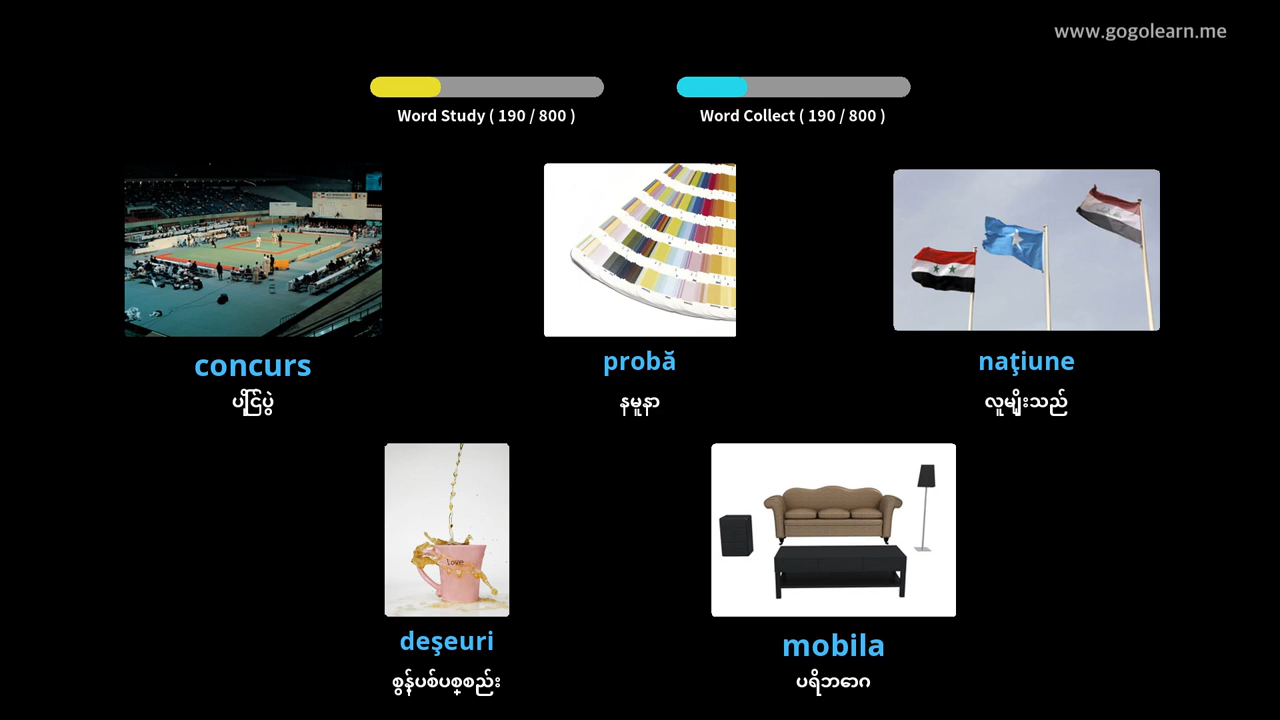 www.gogolearn.me
Word Study ( 190 / 800 )
Word Collect ( 190 / 800 )
concurs
ပြိုင်ပွဲ
probă
နမူနာ
naţiune
လူမျိုးသည်
love
deşeuri
စွန့်ပစ်ပစ္စည်း
mobila
ပရိဘောဂ